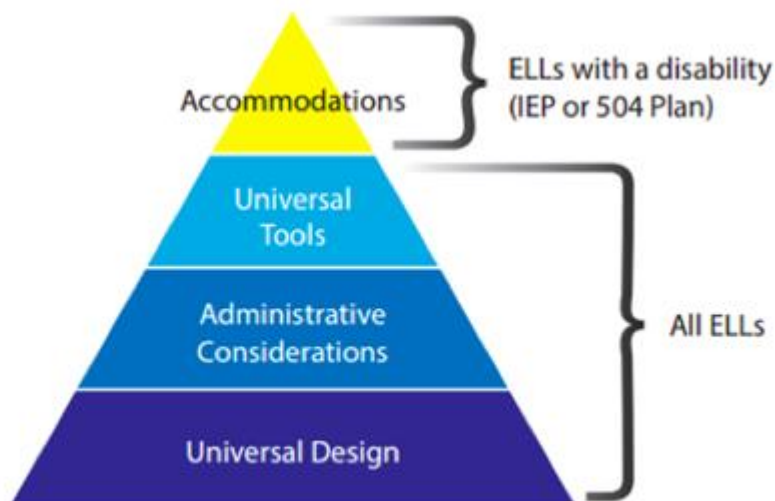 Accommodations
ELLs with a disability
(IEP or 504 Plan)
Universal
Tools
Administrative
Considerations
All ELLs
Universal Design